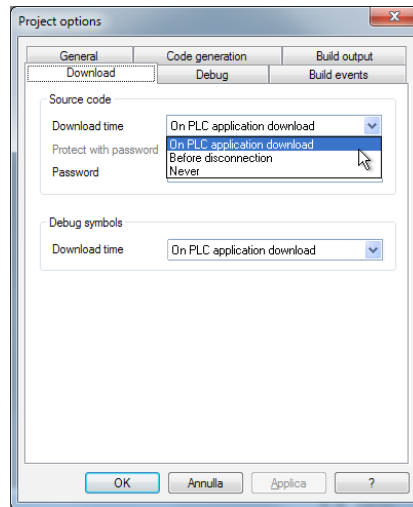 Project options
General Code generation Build output
Download Debug Build events
Source code
Download time On PLC application download
Protect with password On PLC application download
Before disconnection
Password Never
Debug symbols
Download time On PLC application download
OK Annulla Applica ?